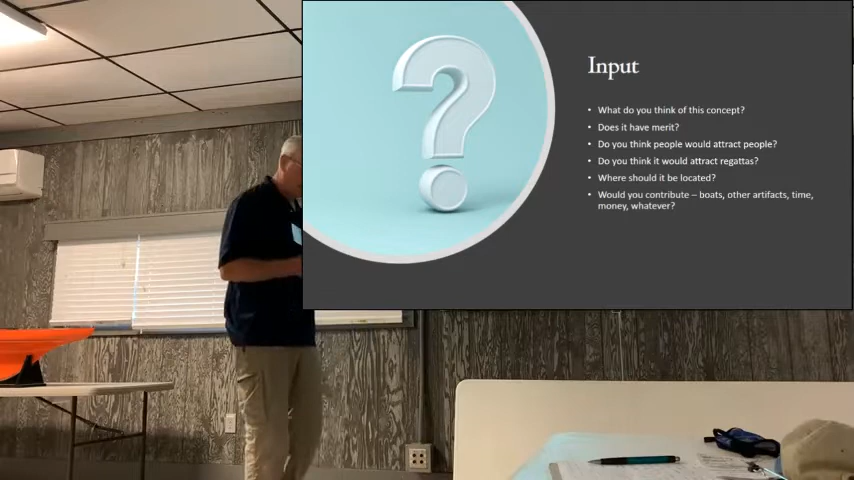 Input
• What do you think of this concept?
• Does it have merit?
• Do you think people would attract people?
• Do you think it would attract regattas?
• Where should it be located?
• Would you contribute – boats, other artifacts, time,
money, whatever?